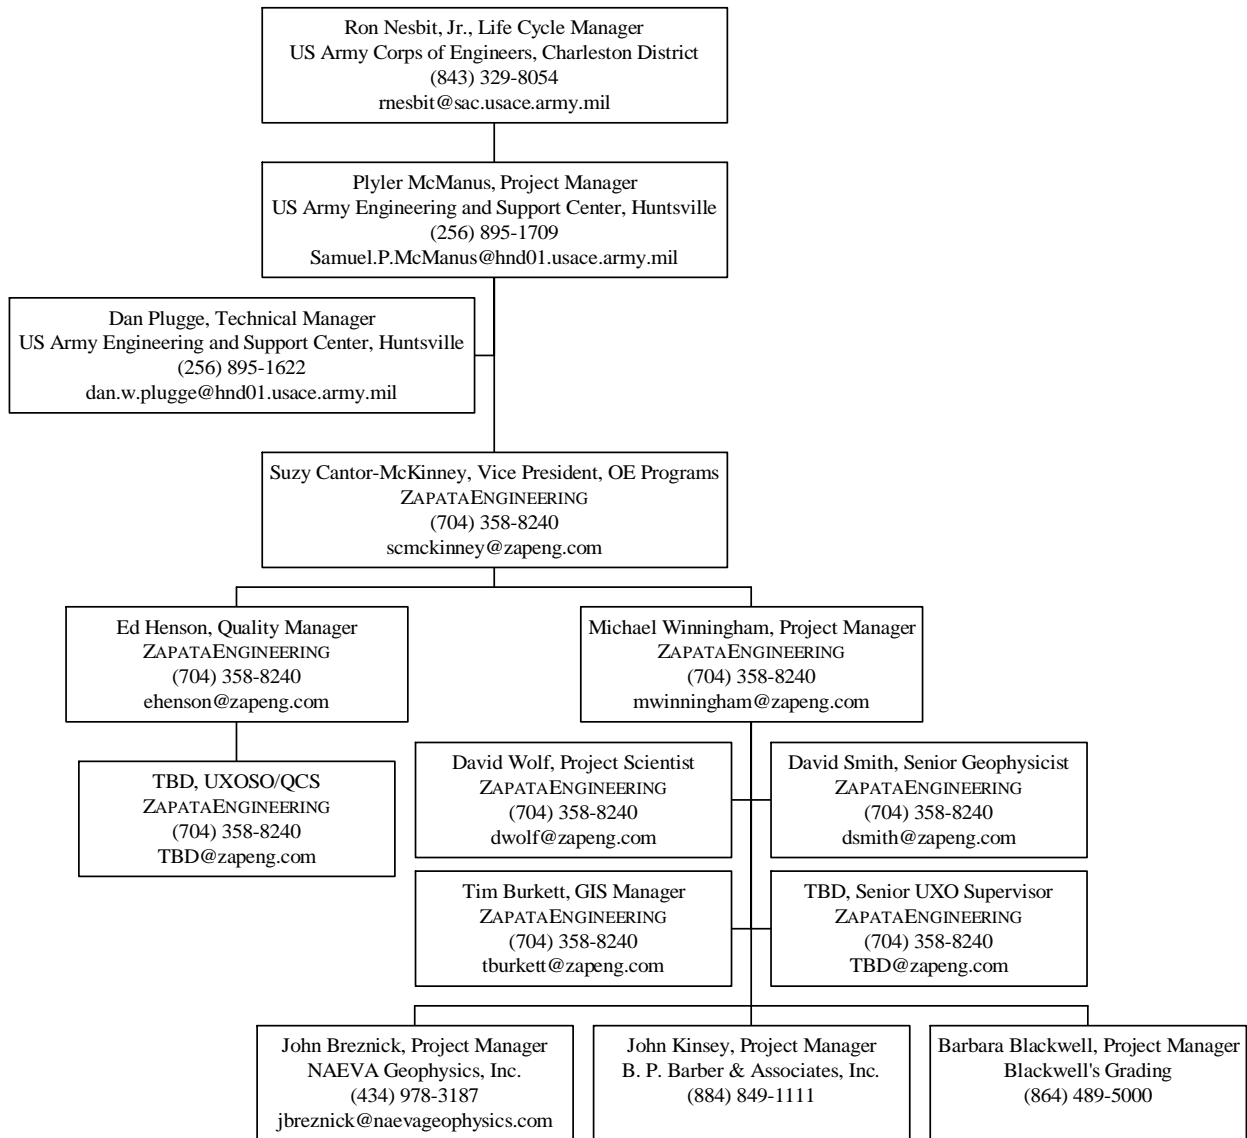 Ron Nesbit, Jr., Life Cycle Manager
US Army Corps of Engineers, Charleston District
(843) 329-8054
rnesbit@sac.usace.army.mil
Plyler McManus, Project Manager
US Army Engineering and Support Center, Huntsville
(256) 895-1709
Samuel.P.McManus@hnd01.usace.army.mil
Dan Plugge, Technical Manager
US Army Engineering and Support Center, Huntsville
(256) 895-1622
dan.w.plugge@hnd01.usace.army.mil
Suzy Cantor-McKinney, Vice President, OE Programs
ZAPATAENGINEERING
(704) 358-8240
scmckinney@zapeng.com
Ed Henson, Quality Manager
ZAPATAENGINEERING
(704) 358-8240
ehenson@zapeng.com
Michael Winningham, Project Manager
ZAPATAENGINEERING
(704) 358-8240
mwinningham@zapeng.com
TBD, UXOSO/QCS
ZAPATAENGINEERING
(704) 358-8240
TBD@zapeng.com
David Wolf, Project Scientist
ZAPATAENGINEERING
(704) 358-8240
dwolf@zapeng.com
David Smith, Senior Geophysicist
ZAPATAENGINEERING
(704) 358-8240
dsmith@zapeng.com
Tim Burkett, GIS Manager
ZAPATAENGINEERING
(704) 358-8240
tburkett@zapeng.com
TBD, Senior UXO Supervisor
ZAPATAENGINEERING
(704) 358-8240
TBD@zapeng.com
John Breznick, Project Manager
NAEVA Geophysics, Inc.
(434) 978-3187
jbreznick@naevageophysics.com
John Kinsey, Project Manager
B. P. Barber & Associates, Inc.
(884) 849-1111
Barbara Blackwell, Project Manager
Blackwell's Grading
(864) 489-5000